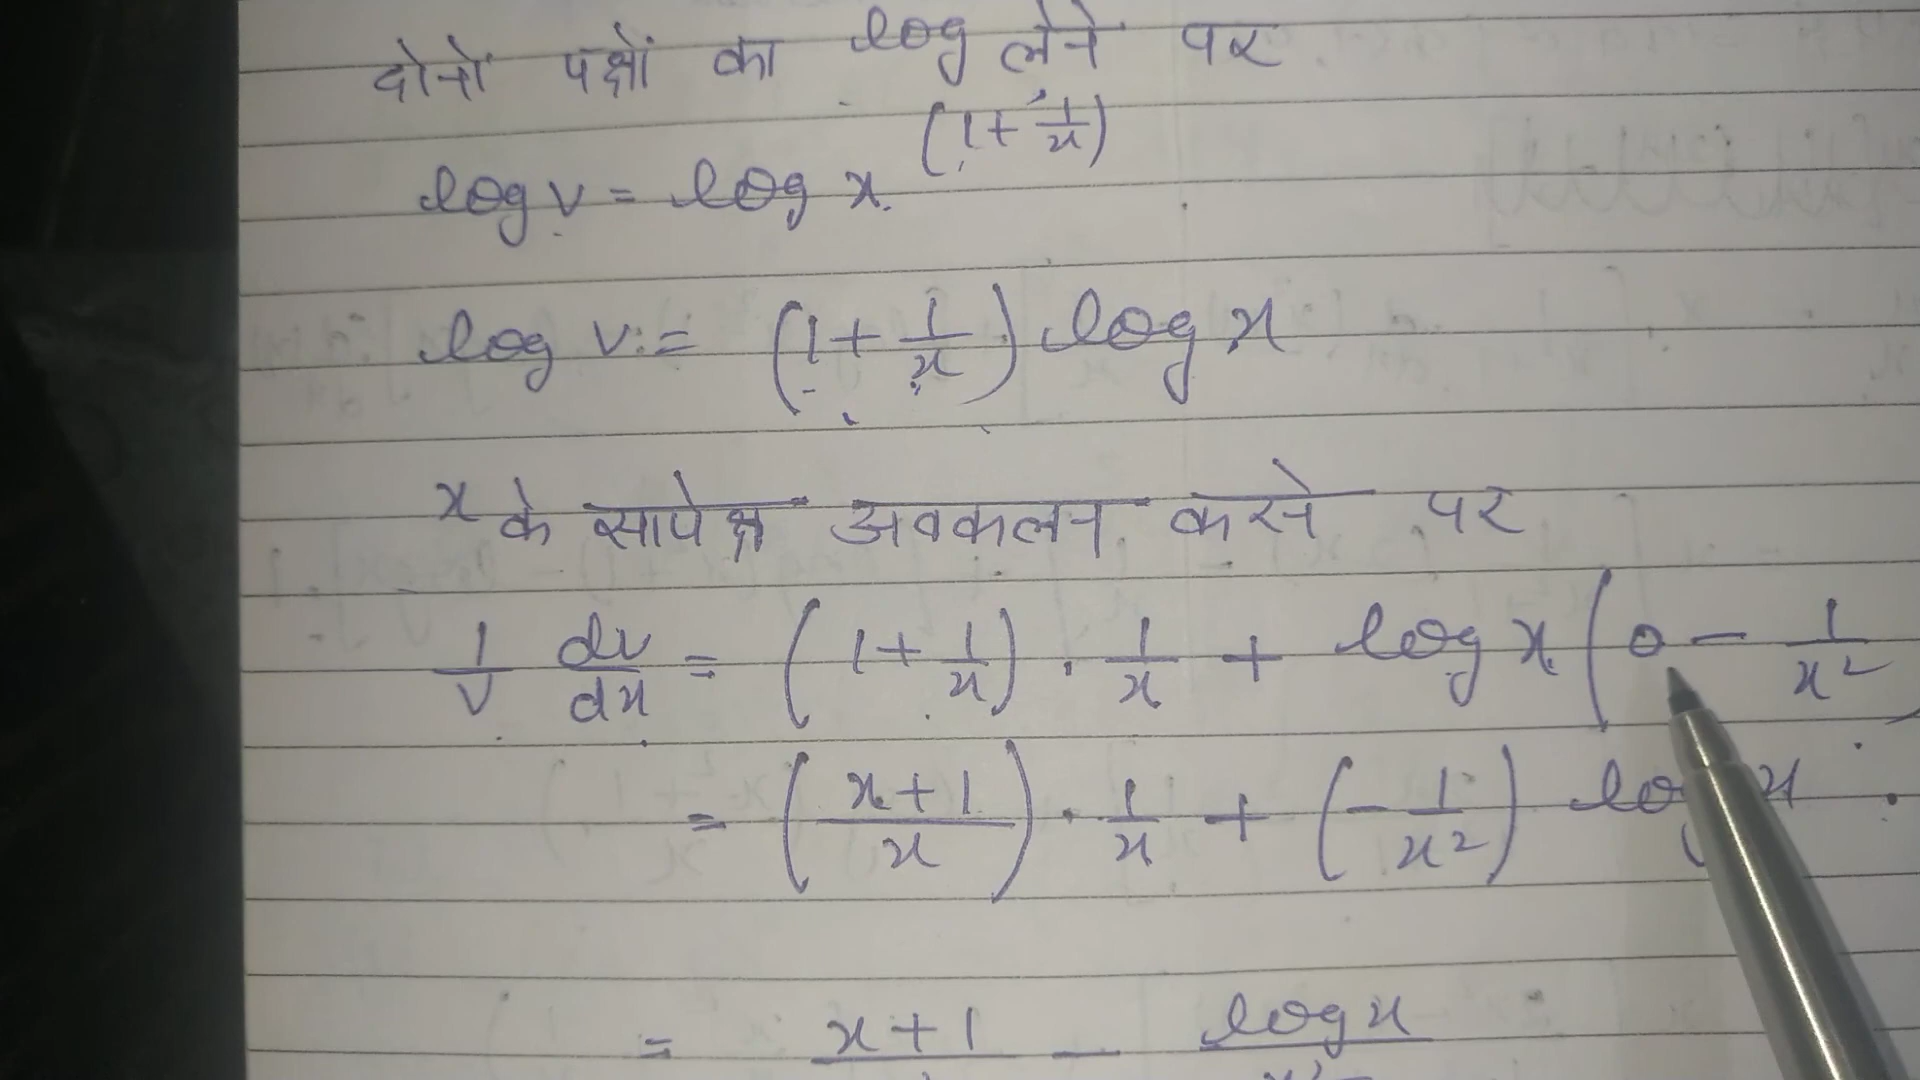 दोनों पक्षों का log लेने पर
log v = log x^(1 + 1/x)
log v = (1 + 1/x) log x
x के सापेक्ष अवकलन करने पर
1/v dv/dx = (1 + 1/x) · 1/x + log x (0 - 1/x²)
= (x+1/x) · 1/x + (-1/x²) log x
= x+1 - log x